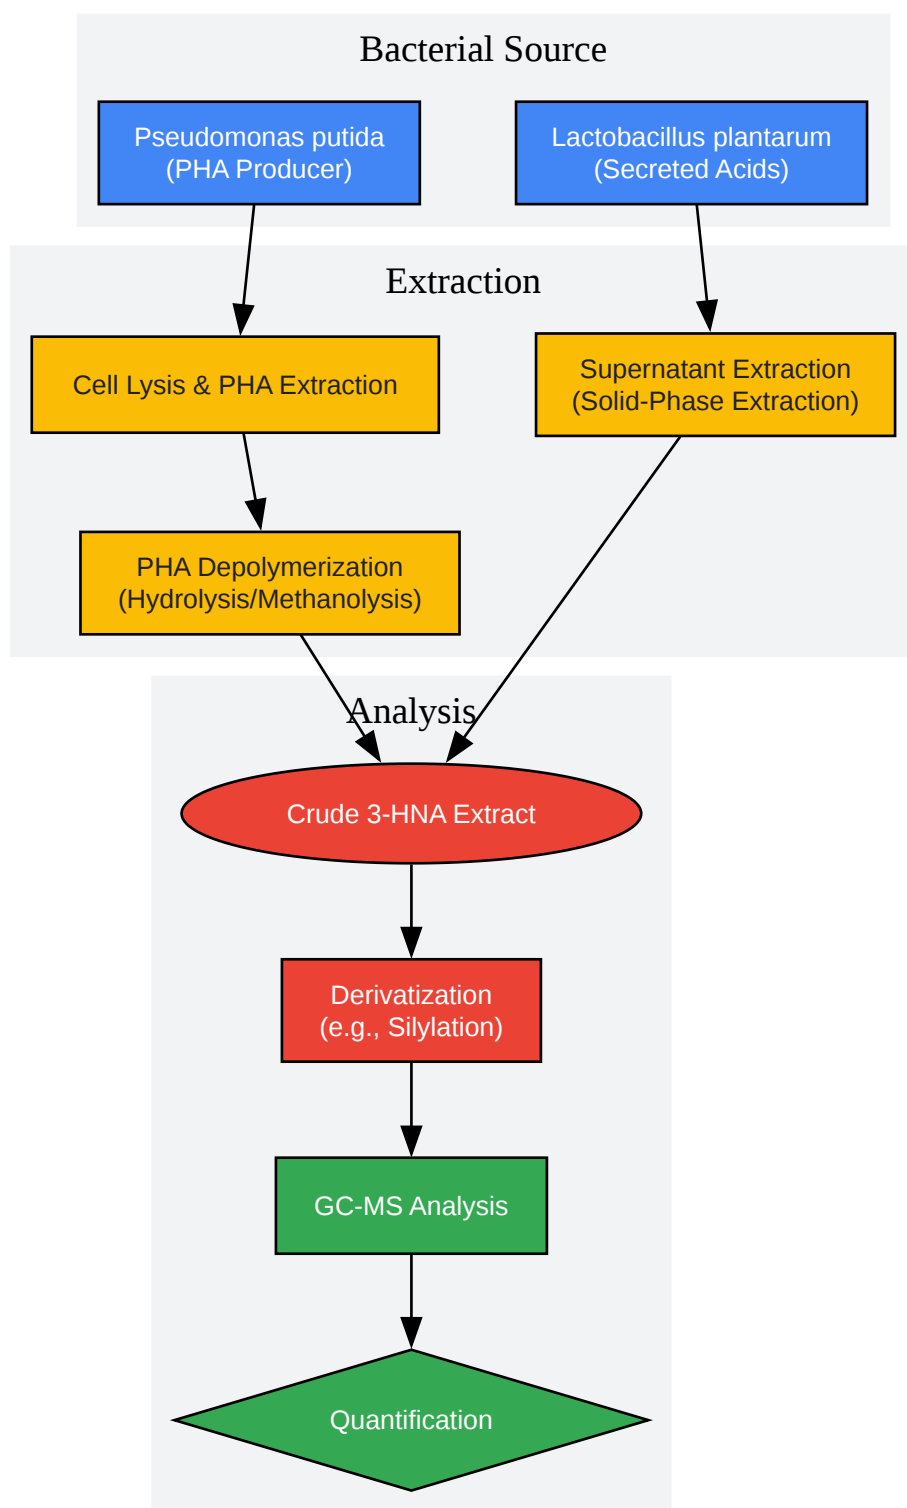 Bacterial Source
Pseudomonas putida
(PHA Producer)
Lactobacillus plantarum
(Secreted Acids)
Extraction
Cell Lysis & PHA Extraction
Supernatant Extraction
(Solid-Phase Extraction)
PHA Depolymerization
(Hydrolysis/Methanolysis)
Analysis
Crude 3-HNA Extract
Derivatization
(e.g., Silylation)
GC-MS Analysis
Quantification